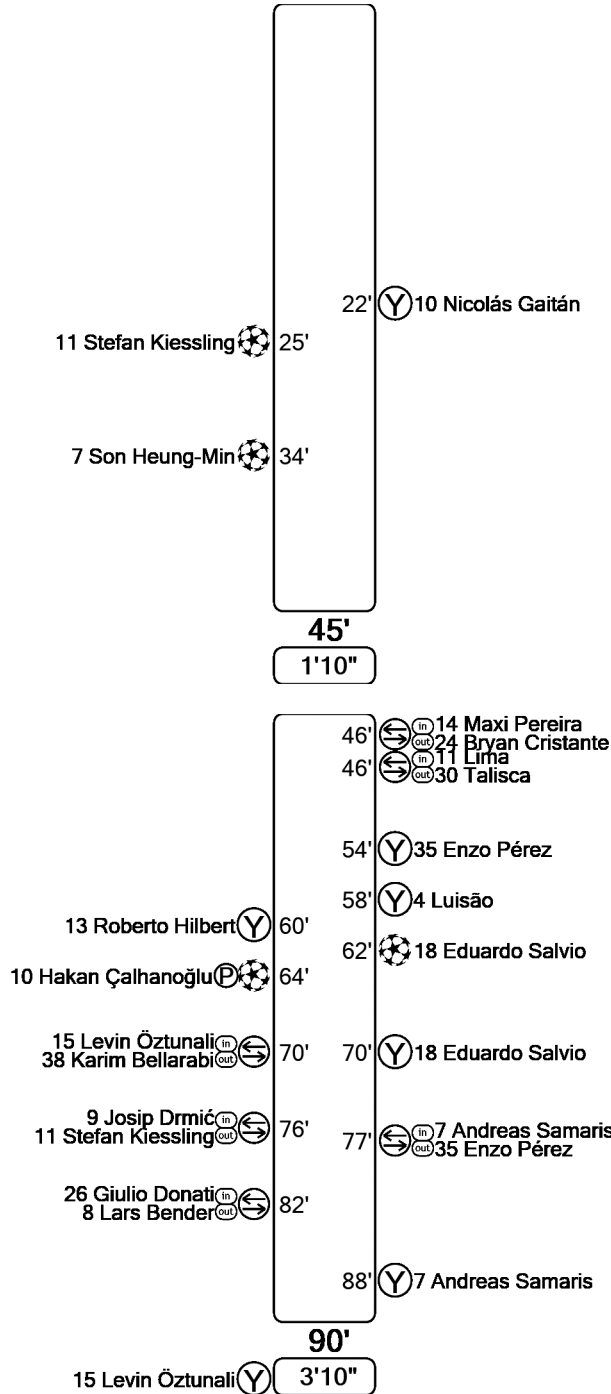 22' Y 10 Nicolás Gaitán
11 Stefan Kiessling 25'
7 Son Heung-Min 34'
45'
1'10"
46' in 14 Maxi Pereira
out 24 Bryan Cristante
46' in 11 Lima
out 30 Talisca
54' Y 35 Enzo Pérez
58' Y 4 Luisão
13 Roberto Hilbert Y 60'
62' 18 Eduardo Salvio
10 Hakan Çalhanoğlu P 64'
15 Levin Öztunali in
38 Karim Bellarabi out
70'
70' Y 18 Eduardo Salvio
9 Josip Drmić in
11 Stefan Kiessling out
76'
77' in 7 Andreas Samaris
out 35 Enzo Pérez
26 Giulio Donati in
8 Lars Bender out
82'
88' Y 7 Andreas Samaris
90'
15 Levin Öztunali Y 3'10"